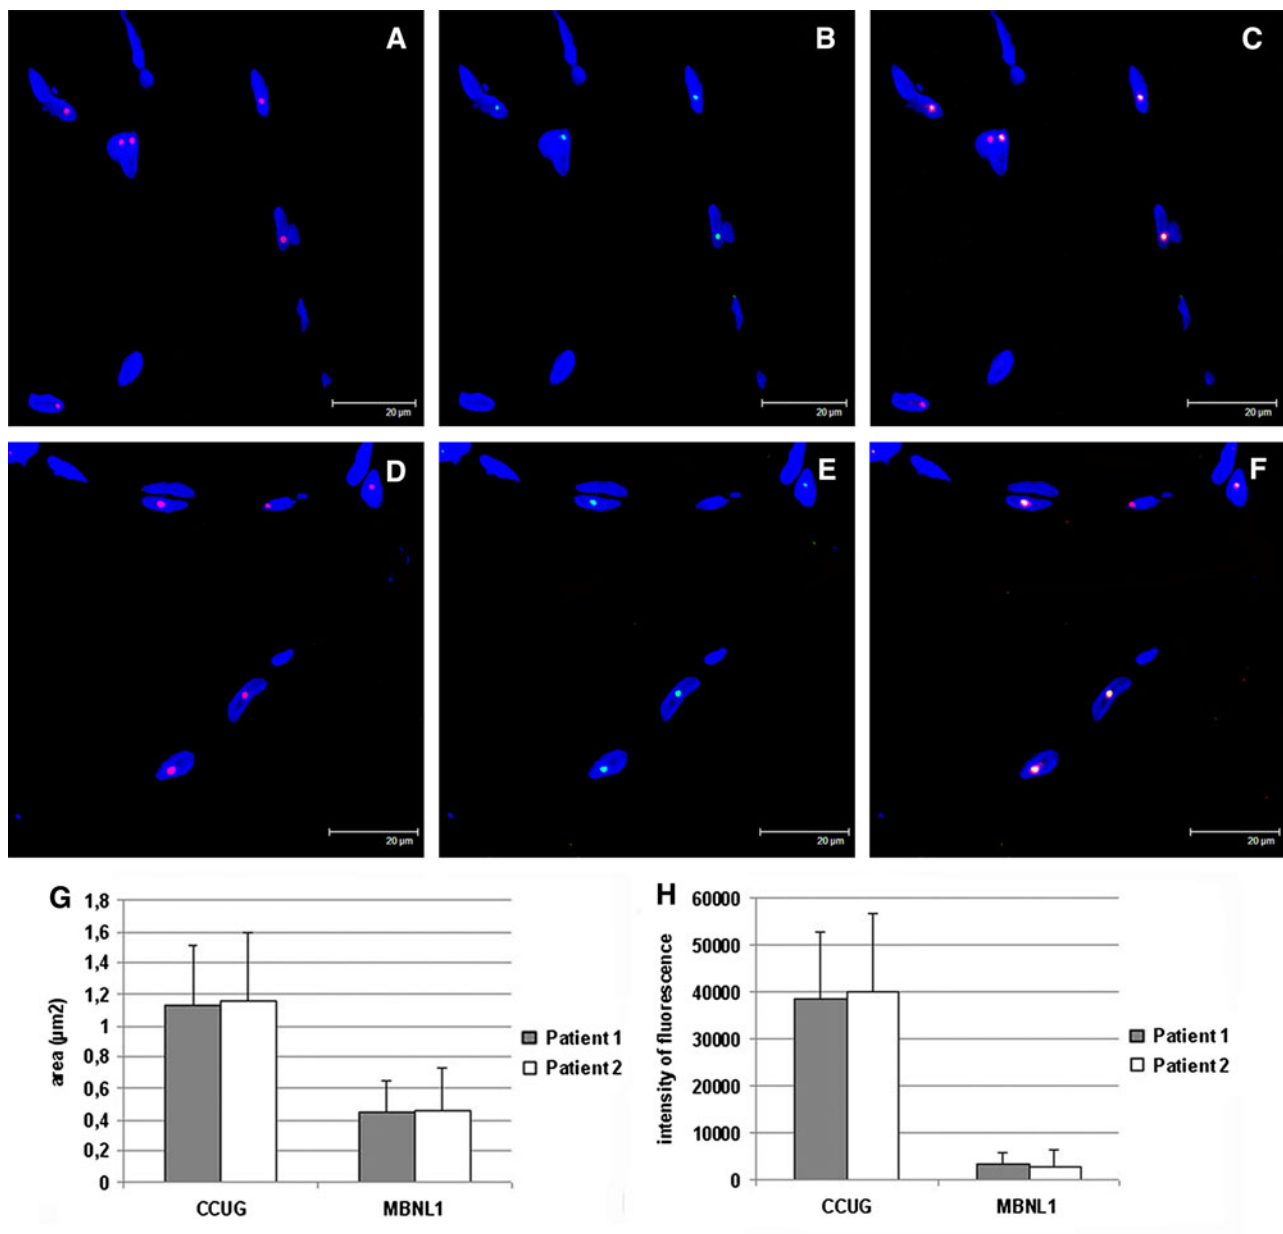 A
B
C
20 µm
20 µm
20 µm
D
E
F
20 µm
20 µm
20 µm
G
area (µm2)
1,8
1,6
1,4
1,2
1
0,8
0,6
0,4
0,2
0
CCUG
MBNL1
Patient 1
Patient 2
H
intensity of fluorescence
60000
50000
40000
30000
20000
10000
0
CCUG
MBNL1
Patient 1
Patient 2